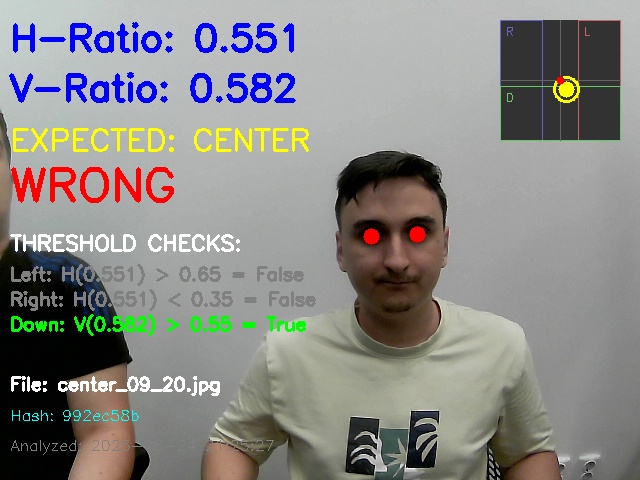 H-Ratio: 0.551
V-Ratio: 0.582
EXPECTED: CENTER
WRONG
THRESHOLD CHECKS:
Left: H(0.551) > 0.65 = False
Right: H(0.551) < 0.35 = False
Down: V(0.582) > 0.55 = True
File: center_09_20.jpg
Hash: 992ec58b
Analyzed:
R
L
D